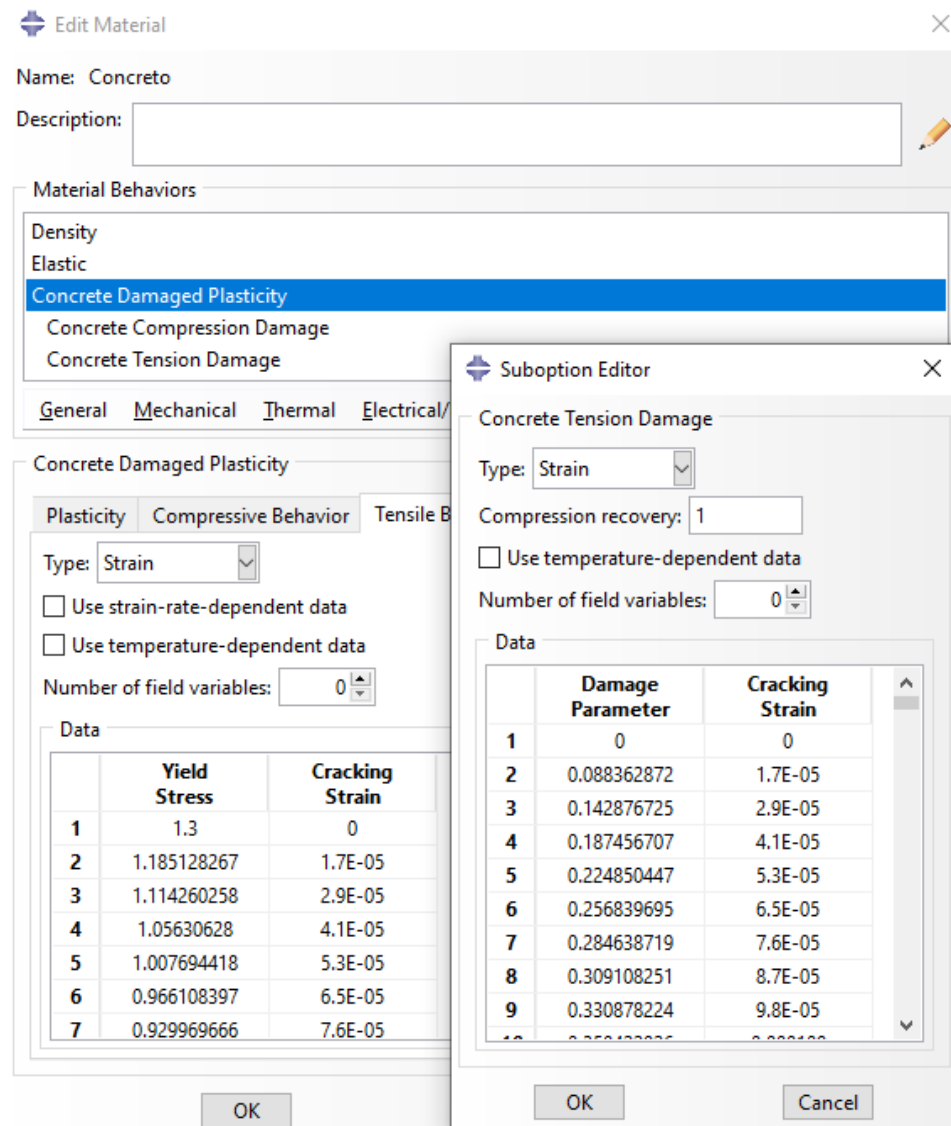 Edit Material
Name: Concreto
Description:
Material Behaviors
Density
Elastic
Concrete Damaged Plasticity
Concrete Compression Damage
Concrete Tension Damage
General Mechanical Thermal Electrical/
Concrete Damaged Plasticity
Plasticity Compressive Behavior Tensile B
Type: Strain
Use strain-rate-dependent data
Use temperature-dependent data
Number of field variables: 0
Data
Yield Stress Cracking Strain
1 1.3 0
2 1.185128267 1.7E-05
3 1.114260258 2.9E-05
4 1.05630628 4.1E-05
5 1.007694418 5.3E-05
6 0.966108397 6.5E-05
7 0.929969666 7.6E-05
OK
Suboption Editor
Concrete Tension Damage
Type: Strain
Compression recovery: 1
Use temperature-dependent data
Number of field variables: 0
Data
Damage Parameter Cracking Strain
1 0 0
2 0.088362872 1.7E-05
3 0.142876725 2.9E-05
4 0.187456707 4.1E-05
5 0.224850447 5.3E-05
6 0.256839695 6.5E-05
7 0.284638719 7.6E-05
8 0.309108251 8.7E-05
9 0.330878224 9.8E-05
OK Cancel